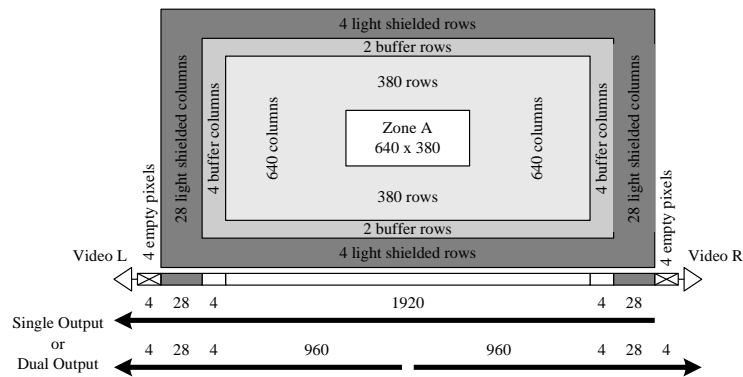 4 light shielded rows
2 buffer rows
380 rows
28 light shielded columns
4 buffer columns
640 columns
Zone A
640 x 380
640 columns
4 buffer columns
28 light shielded columns
380 rows
2 buffer rows
4 light shielded rows
4 empty pixels
4 empty pixels
Video L
Video R
4 28 4 1920 4 28
Single Output
or
Dual Output
4 28 4 960 960 4 28 4